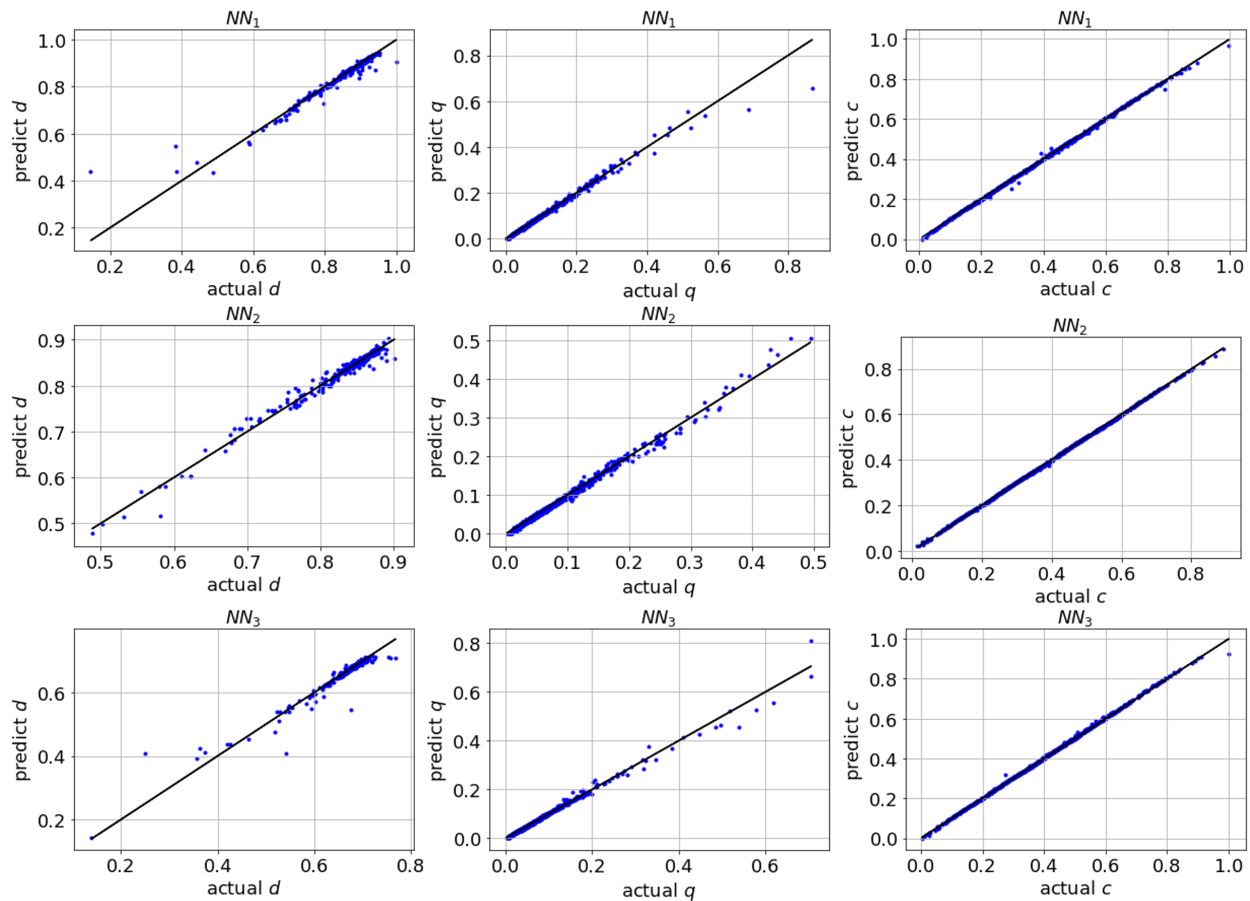 NN₁
predict d
1.0
0.8
0.6
0.4
0.2
0.2 0.4 0.6 0.8 1.0
actual d
NN₁
predict q
0.8
0.6
0.4
0.2
0.0
0.0 0.2 0.4 0.6 0.8
actual q
NN₁
predict c
1.0
0.8
0.6
0.4
0.2
0.0
0.0 0.2 0.4 0.6 0.8 1.0
actual c
NN₂
predict d
0.9
0.8
0.7
0.6
0.5
0.5 0.6 0.7 0.8 0.9
actual d
NN₂
predict q
0.5
0.4
0.3
0.2
0.1
0.0
0.0 0.1 0.2 0.3 0.4 0.5
actual q
NN₂
predict c
0.8
0.6
0.4
0.2
0.0
0.0 0.2 0.4 0.6 0.8
actual c
NN₃
predict d
0.6
0.4
0.2
0.2 0.4 0.6 0.8
actual d
NN₃
predict q
0.8
0.6
0.4
0.2
0.0
0.0 0.2 0.4 0.6
actual q
NN₃
predict c
1.0
0.8
0.6
0.4
0.2
0.0
0.0 0.2 0.4 0.6 0.8 1.0
actual c